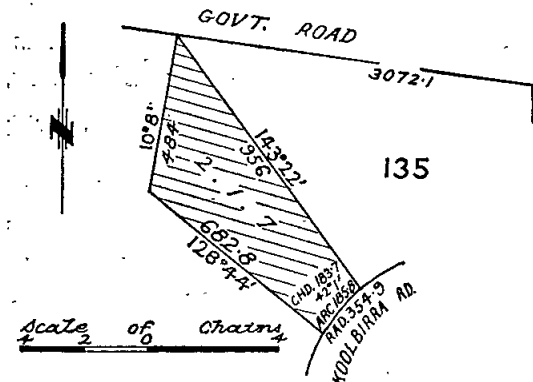 GOVT. ROAD
3072·1
10°8'
484
143°22'
956
135
2, 1, 7
682·8
128°44'
CHD. 183·7
42°1'
ARC 185·8
RAD. 354·9
KOOLBIRRA RD.
N
Scale of Chains
4 2 0 4